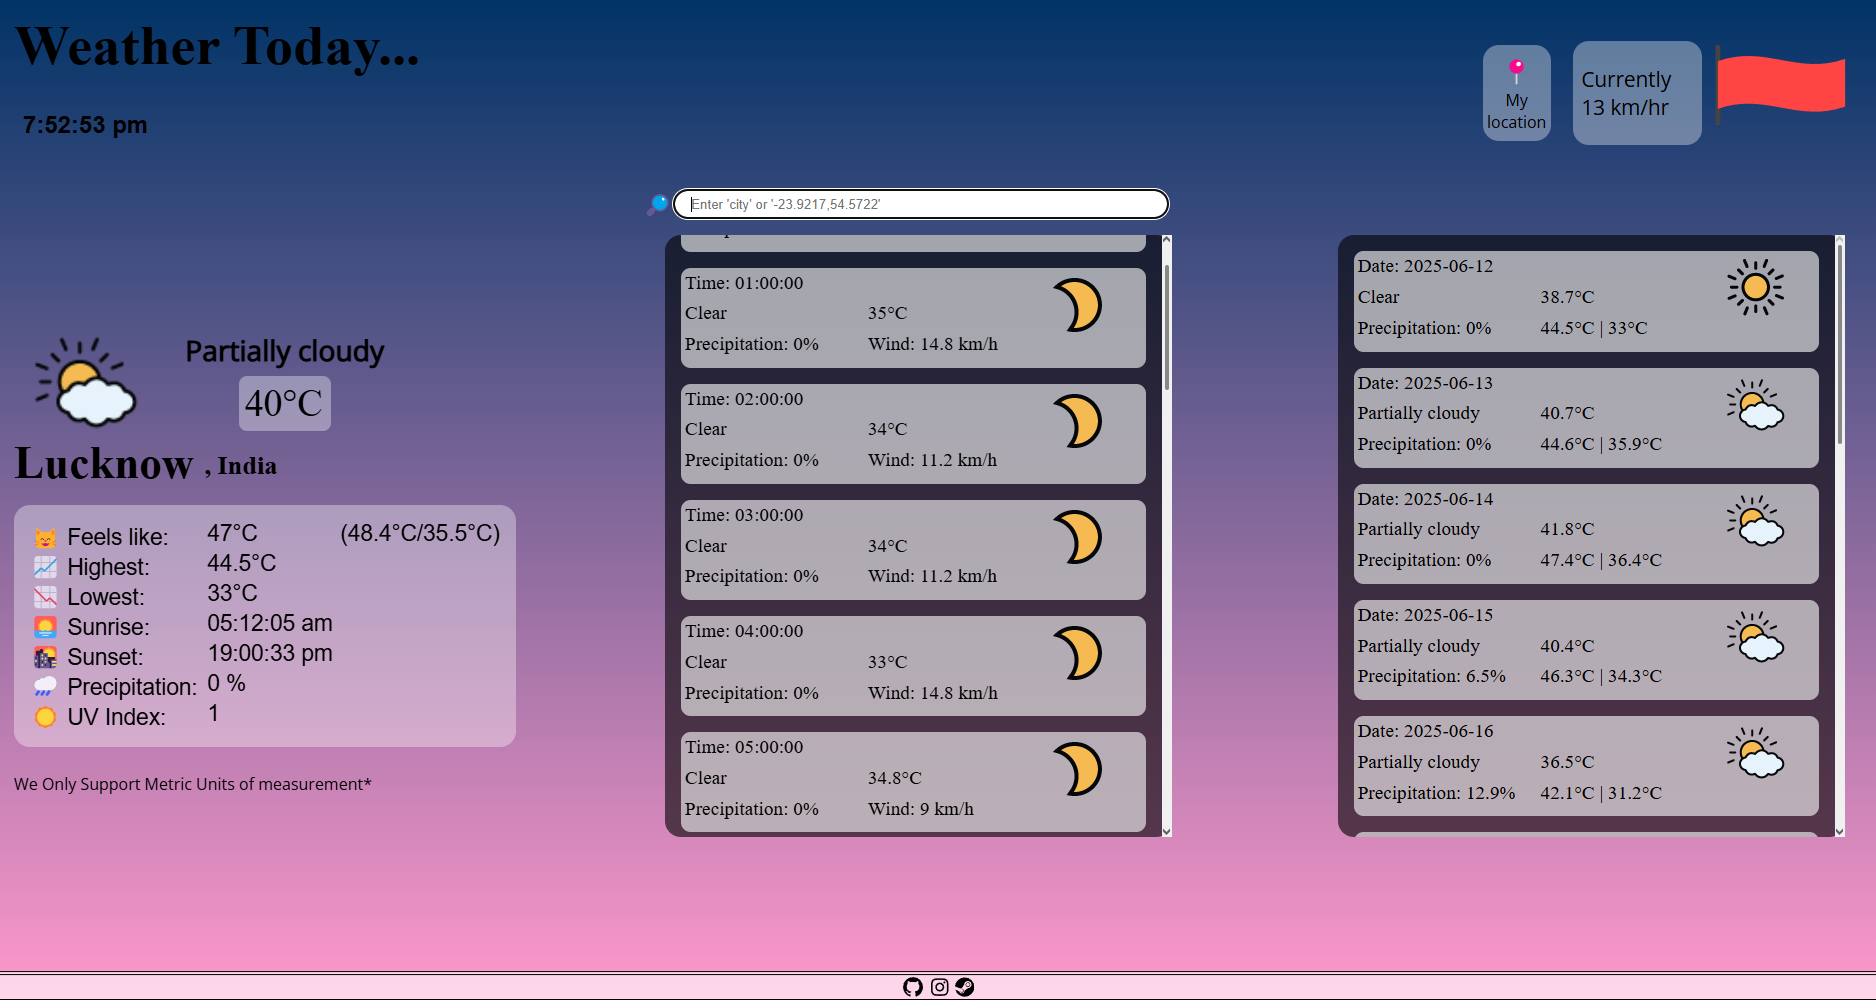 Weather Today...
7:52:53 pm
My
location
Currently
13 km/hr
Enter 'city' or '-23.9217,54.5722'
Partially cloudy
40°C
Lucknow , India
Feels like: 47°C (48.4°C/35.5°C)
Highest: 44.5°C
Lowest: 33°C
Sunrise: 05:12:05 am
Sunset: 19:00:33 pm
Precipitation: 0 %
UV Index: 1
We Only Support Metric Units of measurement*
Time: 01:00:00
Clear 35°C
Precipitation: 0% Wind: 14.8 km/h
Time: 02:00:00
Clear 34°C
Precipitation: 0% Wind: 11.2 km/h
Time: 03:00:00
Clear 34°C
Precipitation: 0% Wind: 11.2 km/h
Time: 04:00:00
Clear 33°C
Precipitation: 0% Wind: 14.8 km/h
Time: 05:00:00
Clear 34.8°C
Precipitation: 0% Wind: 9 km/h
Date: 2025-06-12
Clear 38.7°C
Precipitation: 0% 44.5°C | 33°C
Date: 2025-06-13
Partially cloudy 40.7°C
Precipitation: 0% 44.6°C | 35.9°C
Date: 2025-06-14
Partially cloudy 41.8°C
Precipitation: 0% 47.4°C | 36.4°C
Date: 2025-06-15
Partially cloudy 40.4°C
Precipitation: 6.5% 46.3°C | 34.3°C
Date: 2025-06-16
Partially cloudy 36.5°C
Precipitation: 12.9% 42.1°C | 31.2°C